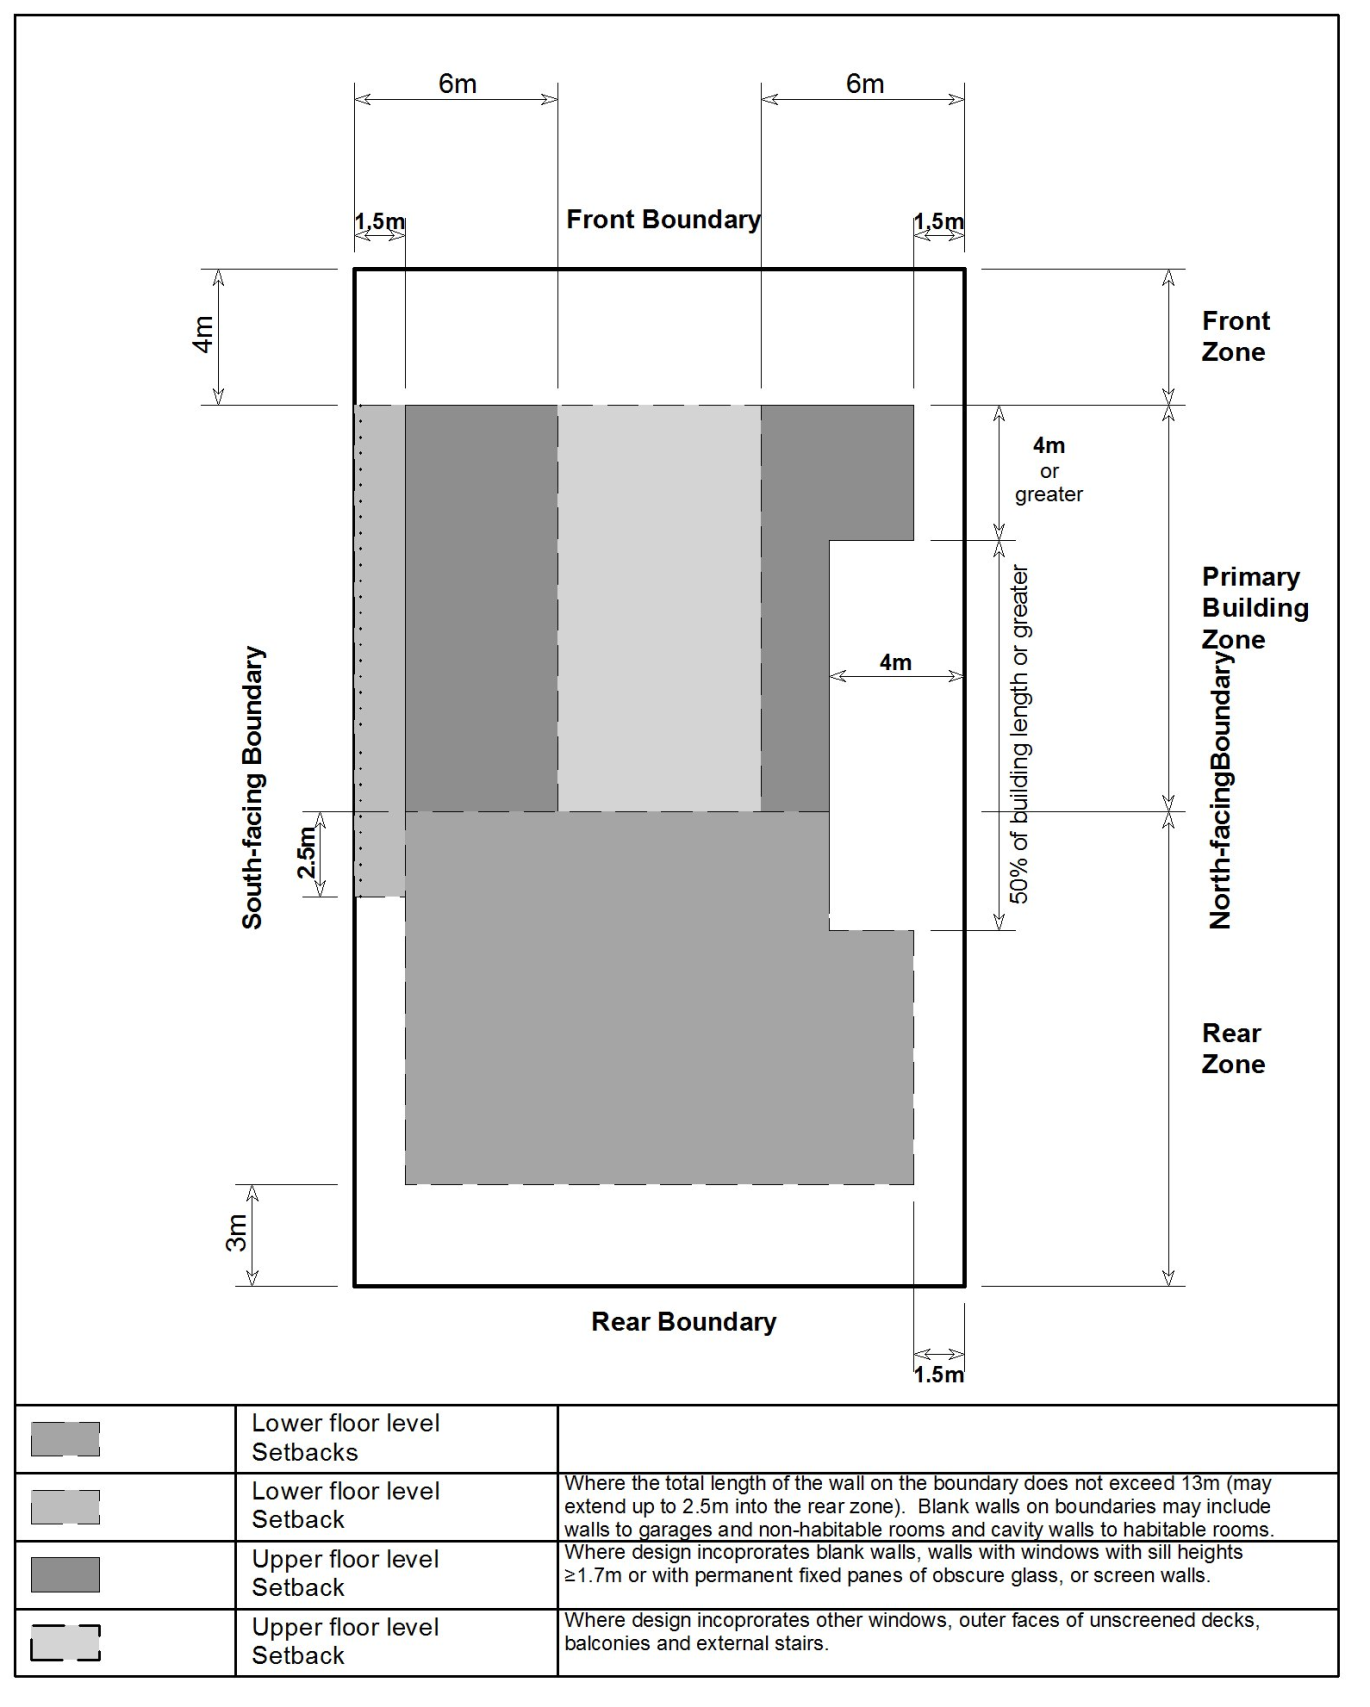 6m
6m
1.5m
Front Boundary
1.5m
4m
Front
Zone
4m
or
greater
Primary
Building
Zone
50% of building length or greater
4m
South-facing Boundary
North-facingBoundary
2.5m
Rear
Zone
3m
Rear Boundary
1.5m
Lower floor level
Setbacks
Lower floor level
Setback
Where the total length of the wall on the boundary does not exceed 13m (may
extend up to 2.5m into the rear zone).  Blank walls on boundaries may include
walls to garages and non-habitable rooms and cavity walls to habitable rooms.
Upper floor level
Setback
Where design incoprorates blank walls, walls with windows with sill heights
≥1.7m or with permanent fixed panes of obscure glass, or screen walls.
Upper floor level
Setback
Where design incoprorates other windows, outer faces of unscreened decks,
balconies and external stairs.